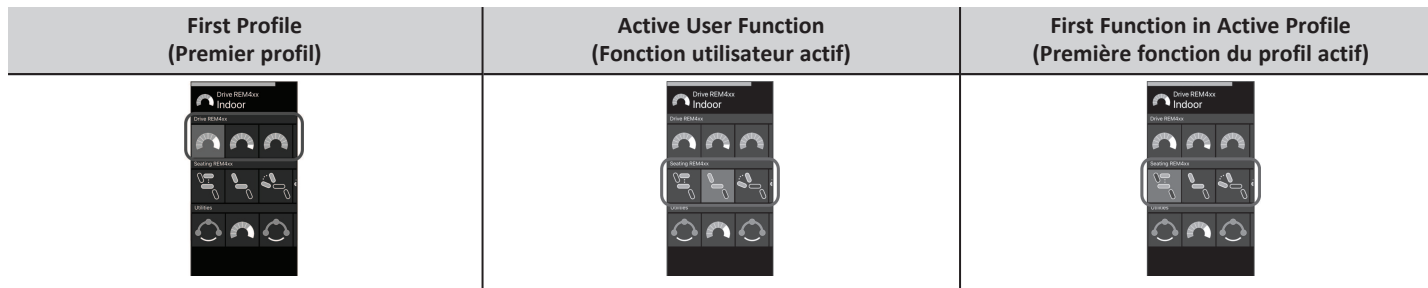 First Profile
(Premier profil)
Active User Function
(Fonction utilisateur actif)
First Function in Active Profile
(Première fonction du profil actif)
Drive REM4xx
Indoor
Drive REM4xx
Seating REM4xx
Utilities
Drive REM4xx
Indoor
Drive REM4xx
Seating REM4xx
Utilities
Drive REM4xx
Indoor
Drive REM4xx
Seating REM4xx
Utilities